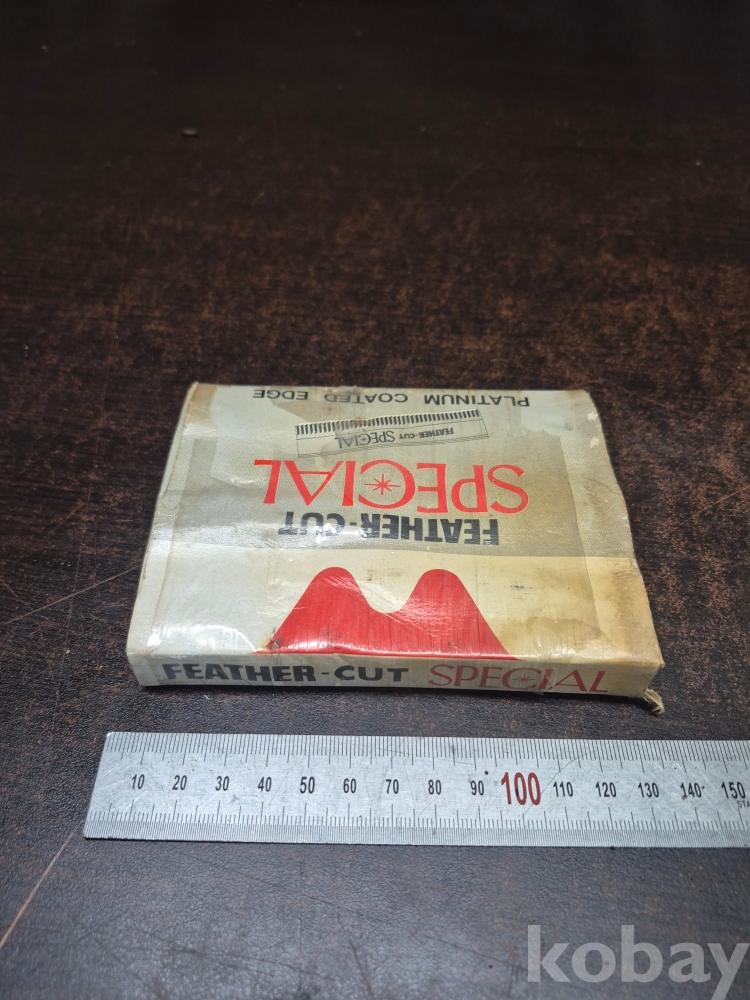 PLATINUM COATED EDGE
FEATHER-CUT SPECIAL
SPECIAL
FEATHER-CUT
FEATHER-CUT SPECIAL
10 20 30 40 50 60 70 80 90 100 110 120 130 140 150
STA
kobay